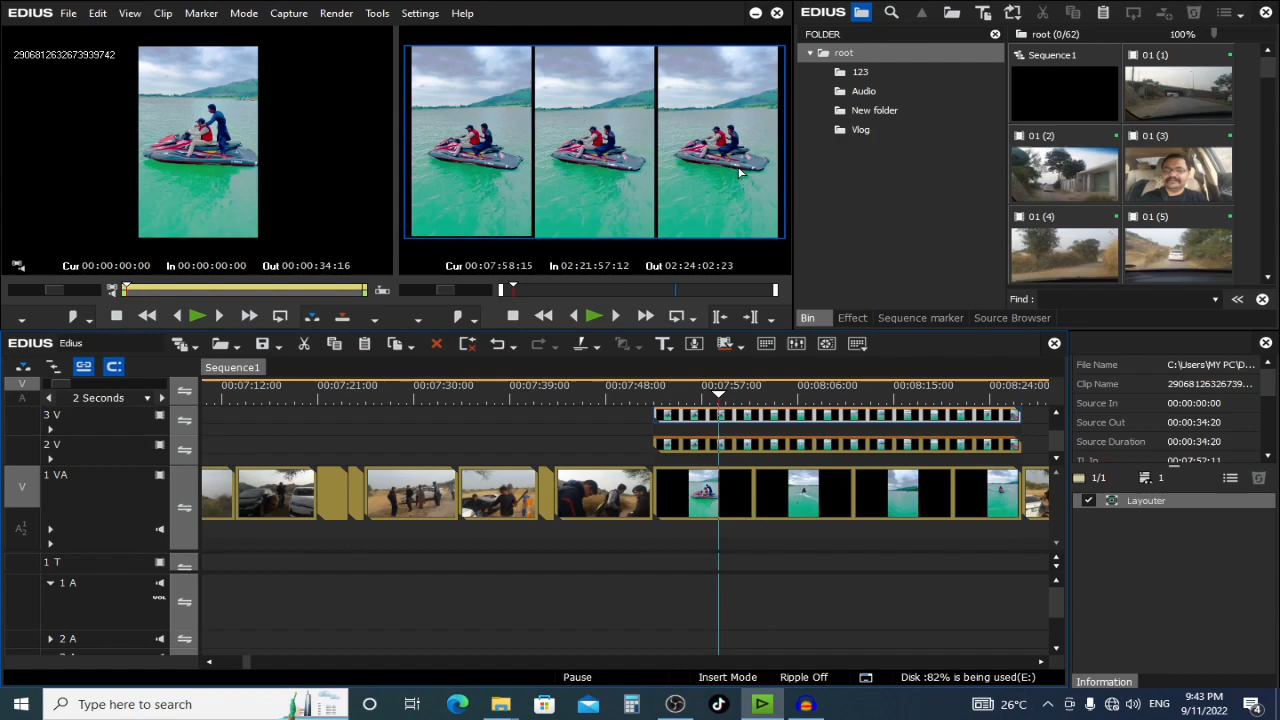 EDIUS File Edit View Clip Marker Mode Capture Render Tools Settings Help
2906812632673939742
Cur 00:00:00:00 In 00:00:00:00 Out 00:00:34:16
Cur 00:07:58:15 In 02:21:57:12 Out 02:24:02:23
EDIUS
FOLDER
root (0/62) 100%
root
123
Audio
New folder
Vlog
Sequence1
01 (1)
01 (2)
01 (3)
01 (4)
01 (5)
Find :
Bin Effect Sequence marker Source Browser
EDIUS Edius
Sequence1
V
A
2 Seconds
00:07:12:00 00:07:21:00 00:07:30:00 00:07:39:00 00:07:48:00 00:07:57:00 00:08:06:00 00:08:15:00 00:08:24:00
3 V
2 V
V
1 VA
A12
1 T
1 A
VOL
2 A
Pause Insert Mode Ripple Off Disk :82% is being used(E:)
File Name C:\Users\MY PC\D...
Clip Name 29068126326739...
Source In 00:00:00:00
Source Out 00:00:34:20
Source Duration 00:00:34:20
1/1 1
Layouter
Information
Type here to search
26°C
ENG
9:43 PM
9/11/2022
4